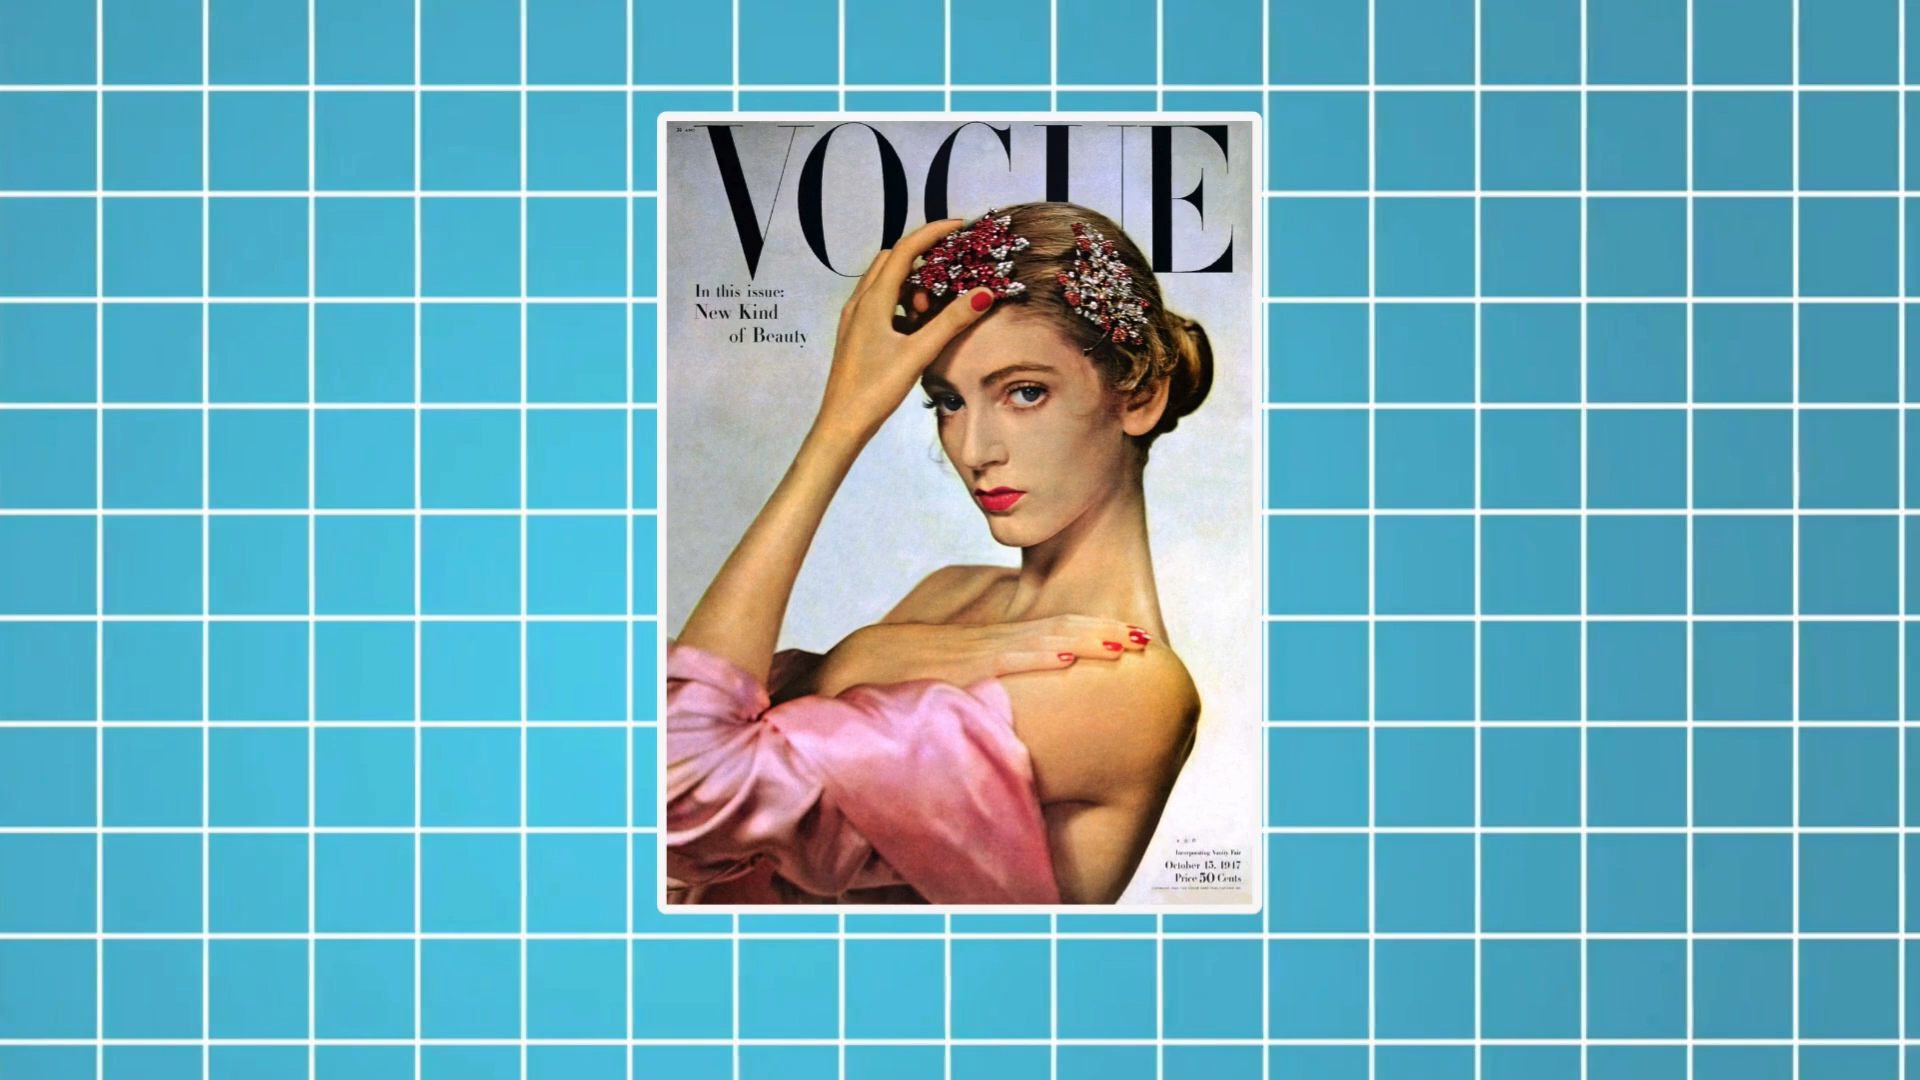 VOGUE
In this issue:
New Kind
of Beauty
Incorporating Vanity Fair
October 15, 1947
Price 50 Cents